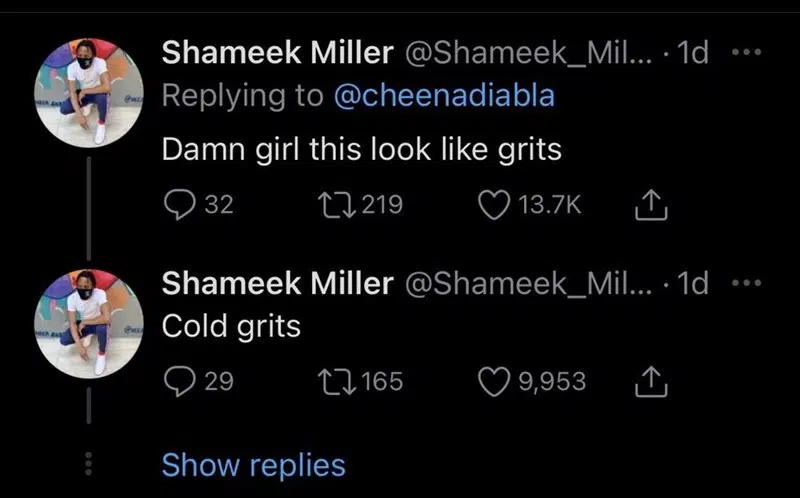 Shameek Miller @Shameek_Mil... · 1d
Replying to @cheenadiabla
Damn girl this look like grits
32 219 13.7K
Shameek Miller @Shameek_Mil... · 1d
Cold grits
29 165 9,953
Show replies